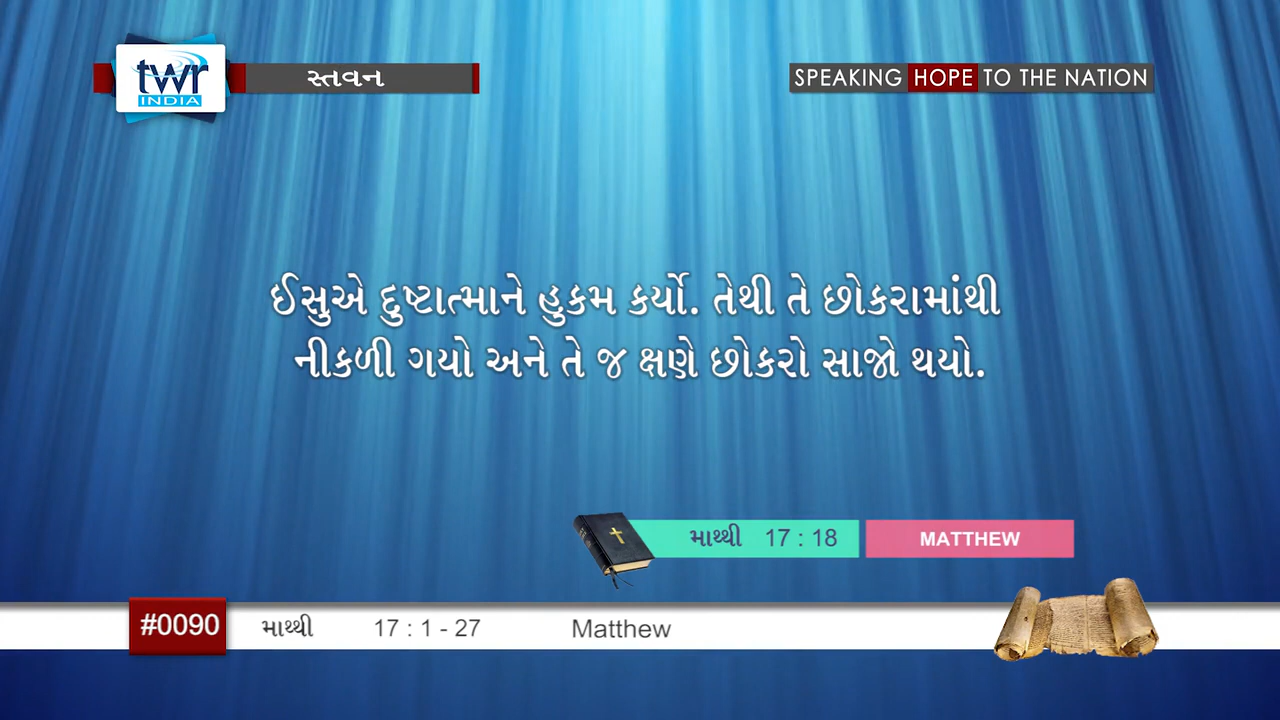 twr
INDIA
સ્તવન
SPEAKING HOPE TO THE NATION
ઈસુએ દુષ્ટાત્માને હુકમ કર્યો. તેથી તે છોકરામાંથી
નીકળી ગયો અને તે જ ક્ષણે છોકરો સાજો થયો.
માથ્થી 17 : 18 MATTHEW
#0090 માથ્થી 17 : 1 - 27 Matthew